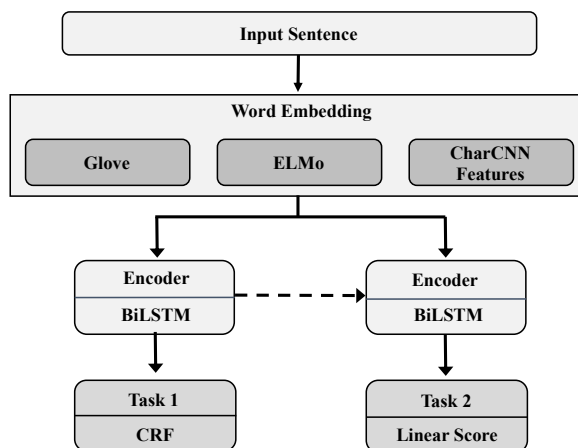 Input Sentence
Word Embedding
Glove
ELMo
CharCNN
Features
Encoder
BiLSTM
Encoder
BiLSTM
Task 1
CRF
Task 2
Linear Score